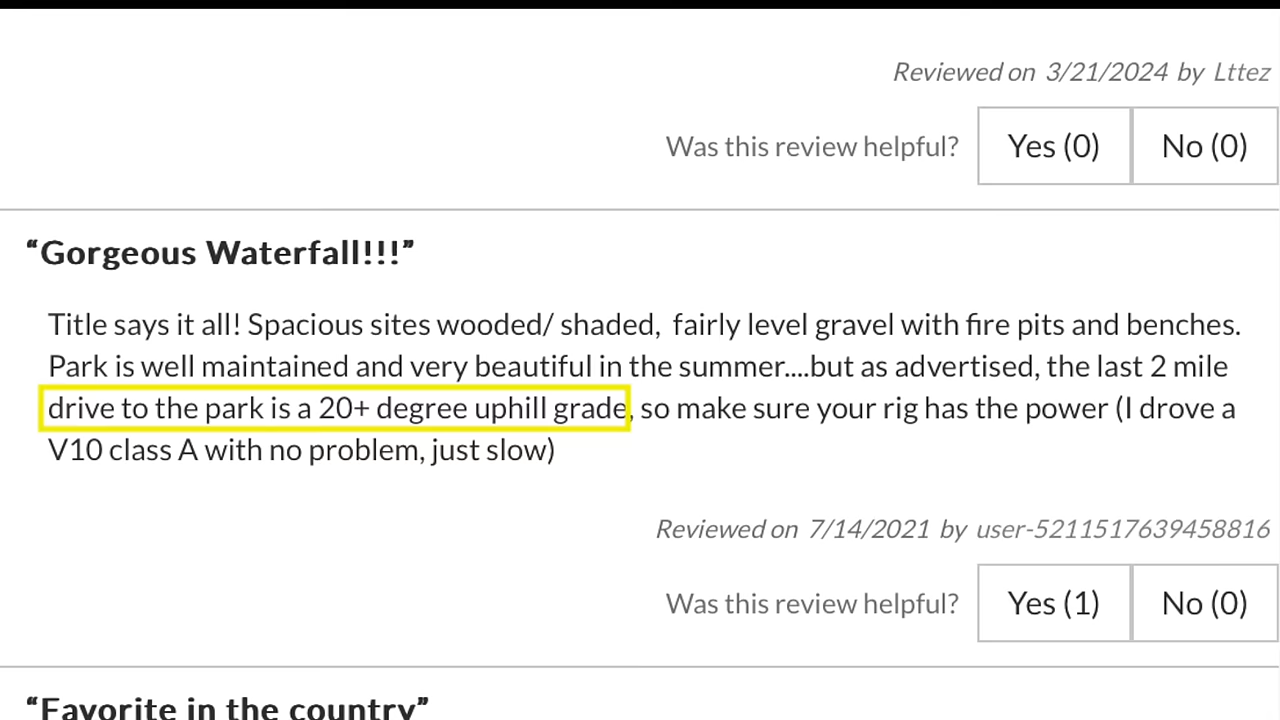 Reviewed on 3/21/2024 by Lttez
Was this review helpful? Yes (0) No (0)
“Gorgeous Waterfall!!!”
Title says it all! Spacious sites wooded/ shaded, fairly level gravel with fire pits and benches.
Park is well maintained and very beautiful in the summer....but as advertised, the last 2 mile
drive to the park is a 20+ degree uphill grade, so make sure your rig has the power (I drove a
V10 class A with no problem, just slow)
Reviewed on 7/14/2021 by user-5211517639458816
Was this review helpful? Yes (1) No (0)
“Favorite in the country”